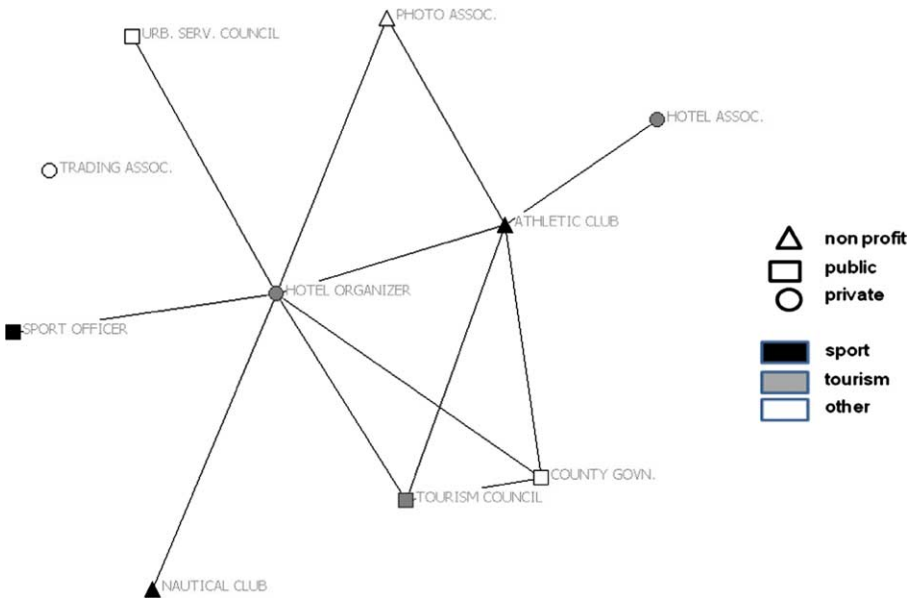 PHOTO ASSOC.
URB. SERV. COUNCIL
HOTEL ASSOC.
TRADING ASSOC.
ATHLETIC CLUB
HOTEL ORGANIZER
SPORT OFFICER
COUNTY GOVN.
TOURISM COUNCIL
NAUTICAL CLUB
non profit
public
private
sport
tourism
other